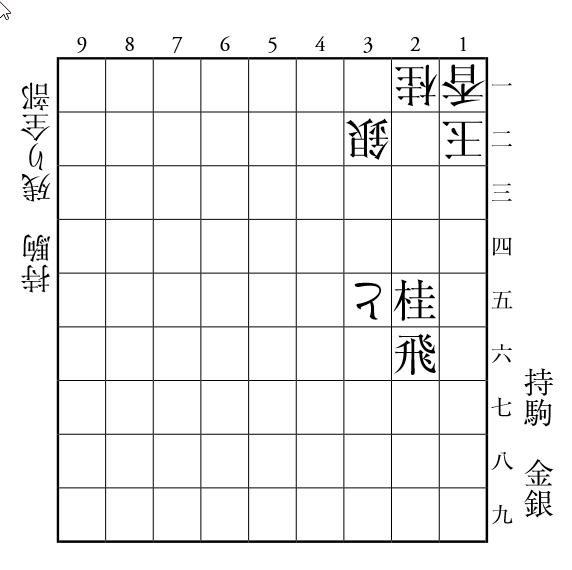 9 8 7 6 5 4 3 2 1
桂 香 一
銀 玉 二
三
四
と 桂 五
飛 六
七
八
九
持駒 残り全部
持駒 金銀